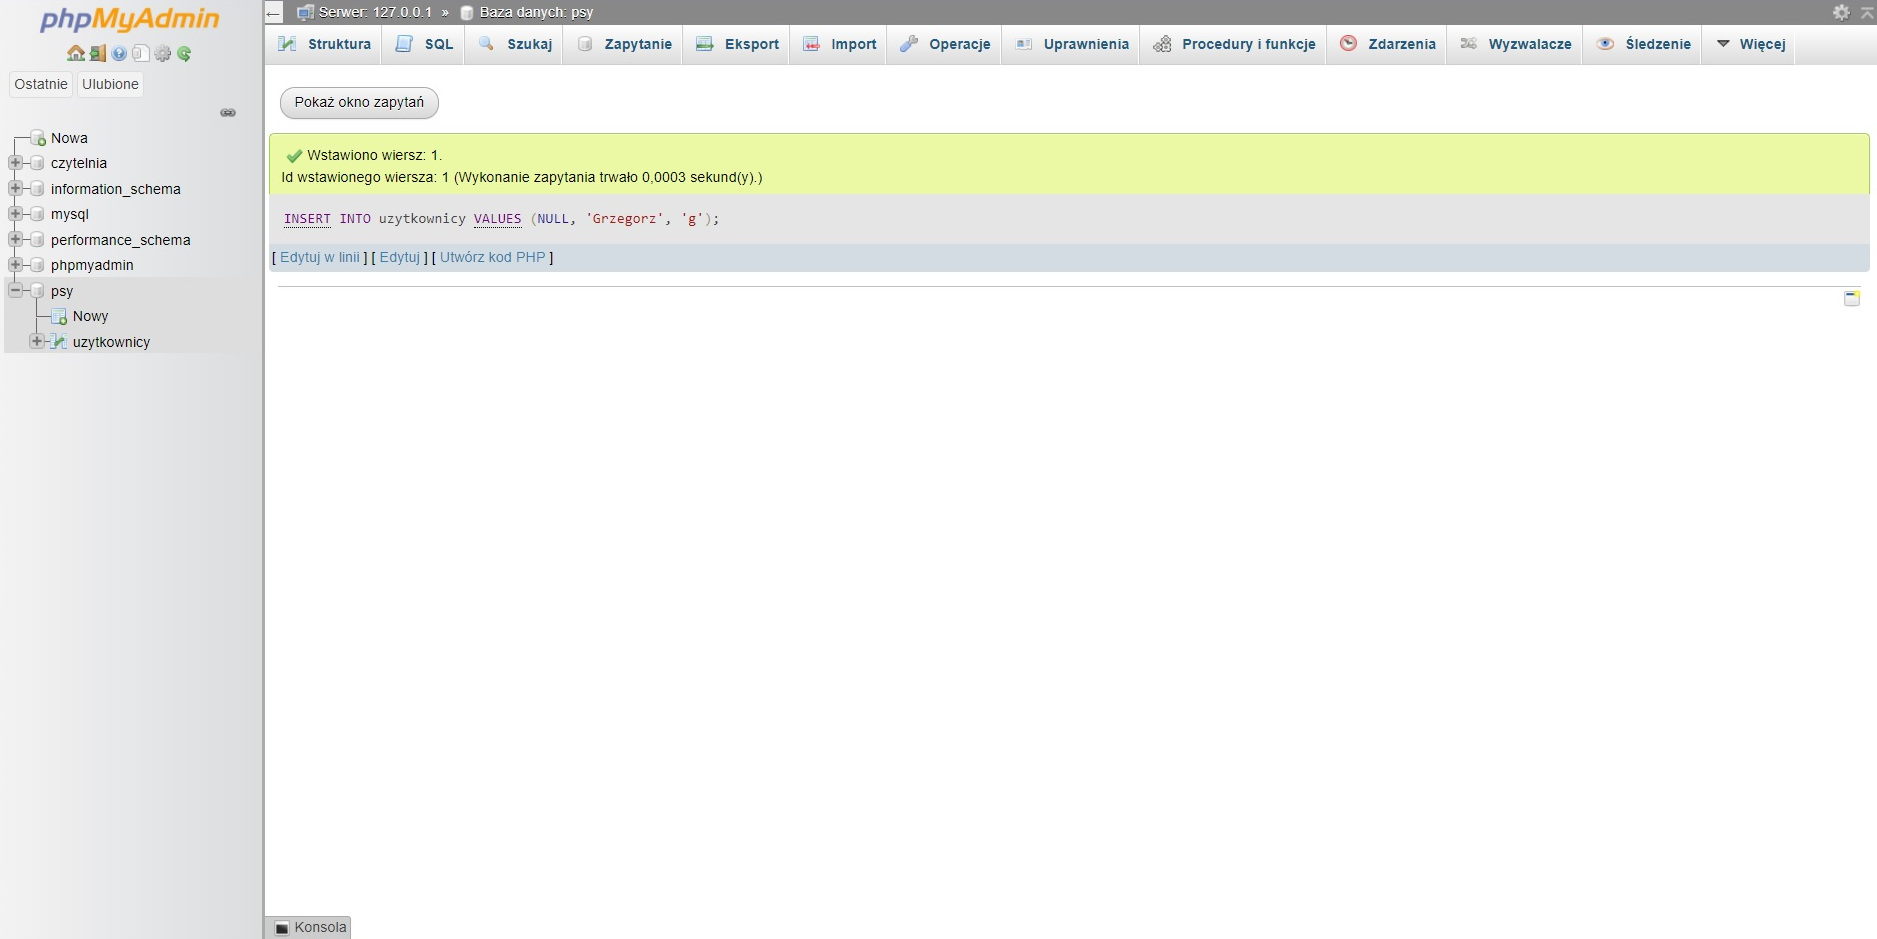 phpMyAdmin
Ostatnie Ulubione
Nowa
czytelnia
information_schema
mysql
performance_schema
phpmyadmin
psy
Nowy
uzytkownicy
Serwer: 127.0.0.1 » Baza danych: psy
Struktura SQL Szukaj Zapytanie Eksport Import Operacje Uprawnienia Procedury i funkcje Zdarzenia Wyzwalacze Śledzenie Więcej
Pokaż okno zapytań
Wstawiono wiersz: 1.
Id wstawionego wiersza: 1 (Wykonanie zapytania trwało 0,0003 sekund(y).)
INSERT INTO uzytkownicy VALUES (NULL, 'Grzegorz', 'g');
[ Edytuj w linii ] [ Edytuj ] [ Utwórz kod PHP ]
Konsola